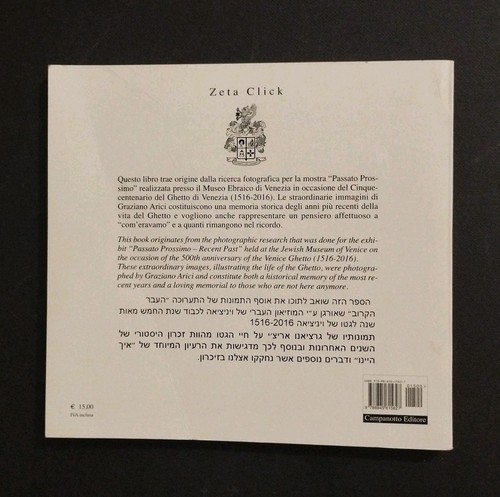 Zeta Click
Questo libro trae origine dalla ricerca fotografica per la mostra "Passato Pros-
simo" realizzata presso il Museo Ebraico di Venezia in occasione del Cinque-
centenario del Ghetto di Venezia (1516-2016). Le straordinarie immagini di
Graziano Arici costituiscono una memoria storica degli anni più recenti della
vita del Ghetto e vogliono anche rappresentare un pensiero affettuoso a
"com'eravamo" e a quanti rimangono nel ricordo.
This book originates from the photographic research that was done for the exhi-
bit "Passato Prossimo – Recent Past" held at the Jewish Museum of Venice on
the occasion of the 500th anniversary of the Venice Ghetto (1516-2016).
These extraordinary images, illustrating the life of the Ghetto, were photogra-
phed by Graziano Arici and constitute both a historical memory of the most re-
cent years and a loving memorial to those who are not here anymore.
הספר הזה שואב לתוכו את אוסף התמונות של התערוכה "העבר
הקרוב" שאורגן ע"י המוזיאון העברי של ויניציאה לכבוד שנת החמש מאות
שנה לגטו של ויניציאה 1516-2016
תמונותיו של גרציאנו אריצ'י על חיי הגטו מהוות זכרון היסטורי של
השנים האחרונות ובנוסף לכך מדגישות את הרעיון המיוחד של "איך
היינו" ודברים נוספים אשר נחקקו אצלנו בזיכרון.
€ 15,00
IVA inclusa
Campanotto Editore